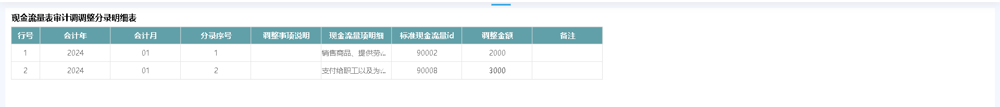 现金流量表审计调调整分录明细表
行号 会计年 会计月 分录序号 调整事项说明 现金流量项明细 标准现金流量id 调整金额 备注
1 2024 01 1 销售商品、提供劳... 90002 2000
2 2024 01 2 支付给职工以及为... 90008 3000